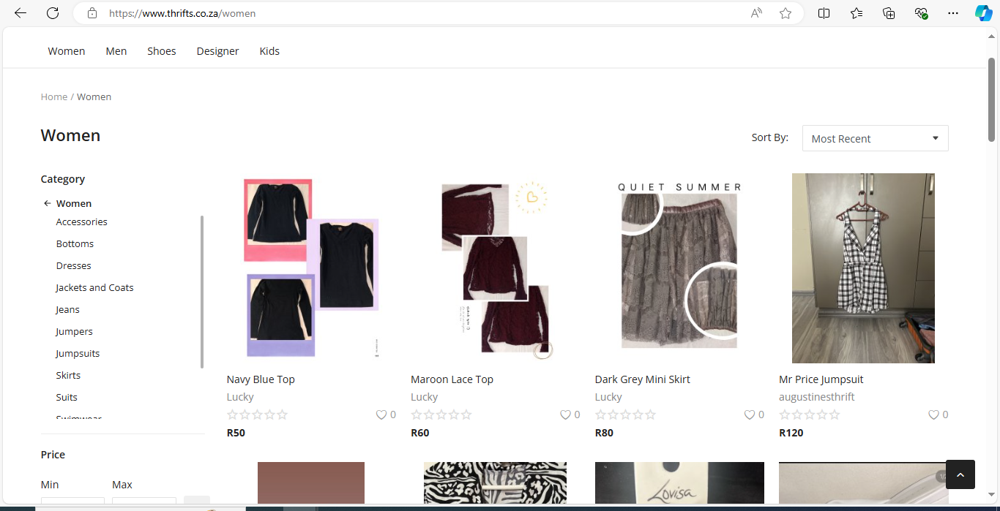 https://www.thrifts.co.za/women
Women Men Shoes Designer Kids
Home / Women
Women
Sort By: Most Recent
Category
Women
Accessories
Bottoms
Dresses
Jackets and Coats
Jeans
Jumpers
Jumpsuits
Skirts
Suits
Swimwear
Price
Min Max
QUIET SUMMER
Navy Blue Top
Lucky
0
R50
Maroon Lace Top
Lucky
0
R60
Dark Grey Mini Skirt
Lucky
0
R80
Mr Price Jumpsuit
augustinesthrift
0
R120
Lovisa